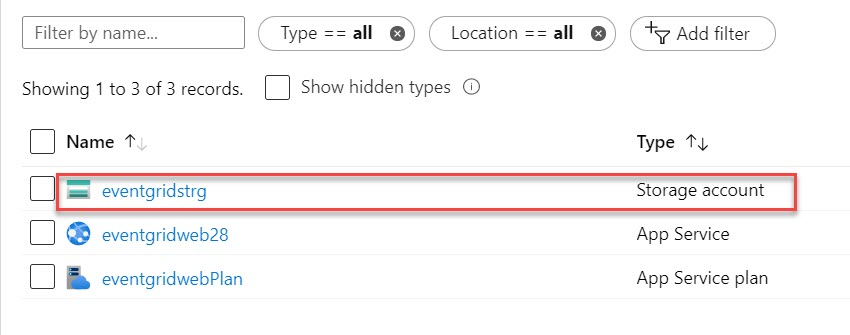 Filter by name... Type == all Location == all Add filter
Showing 1 to 3 of 3 records. Show hidden types
Name Type
eventgridstrg Storage account
eventgridweb28 App Service
eventgridwebPlan App Service plan